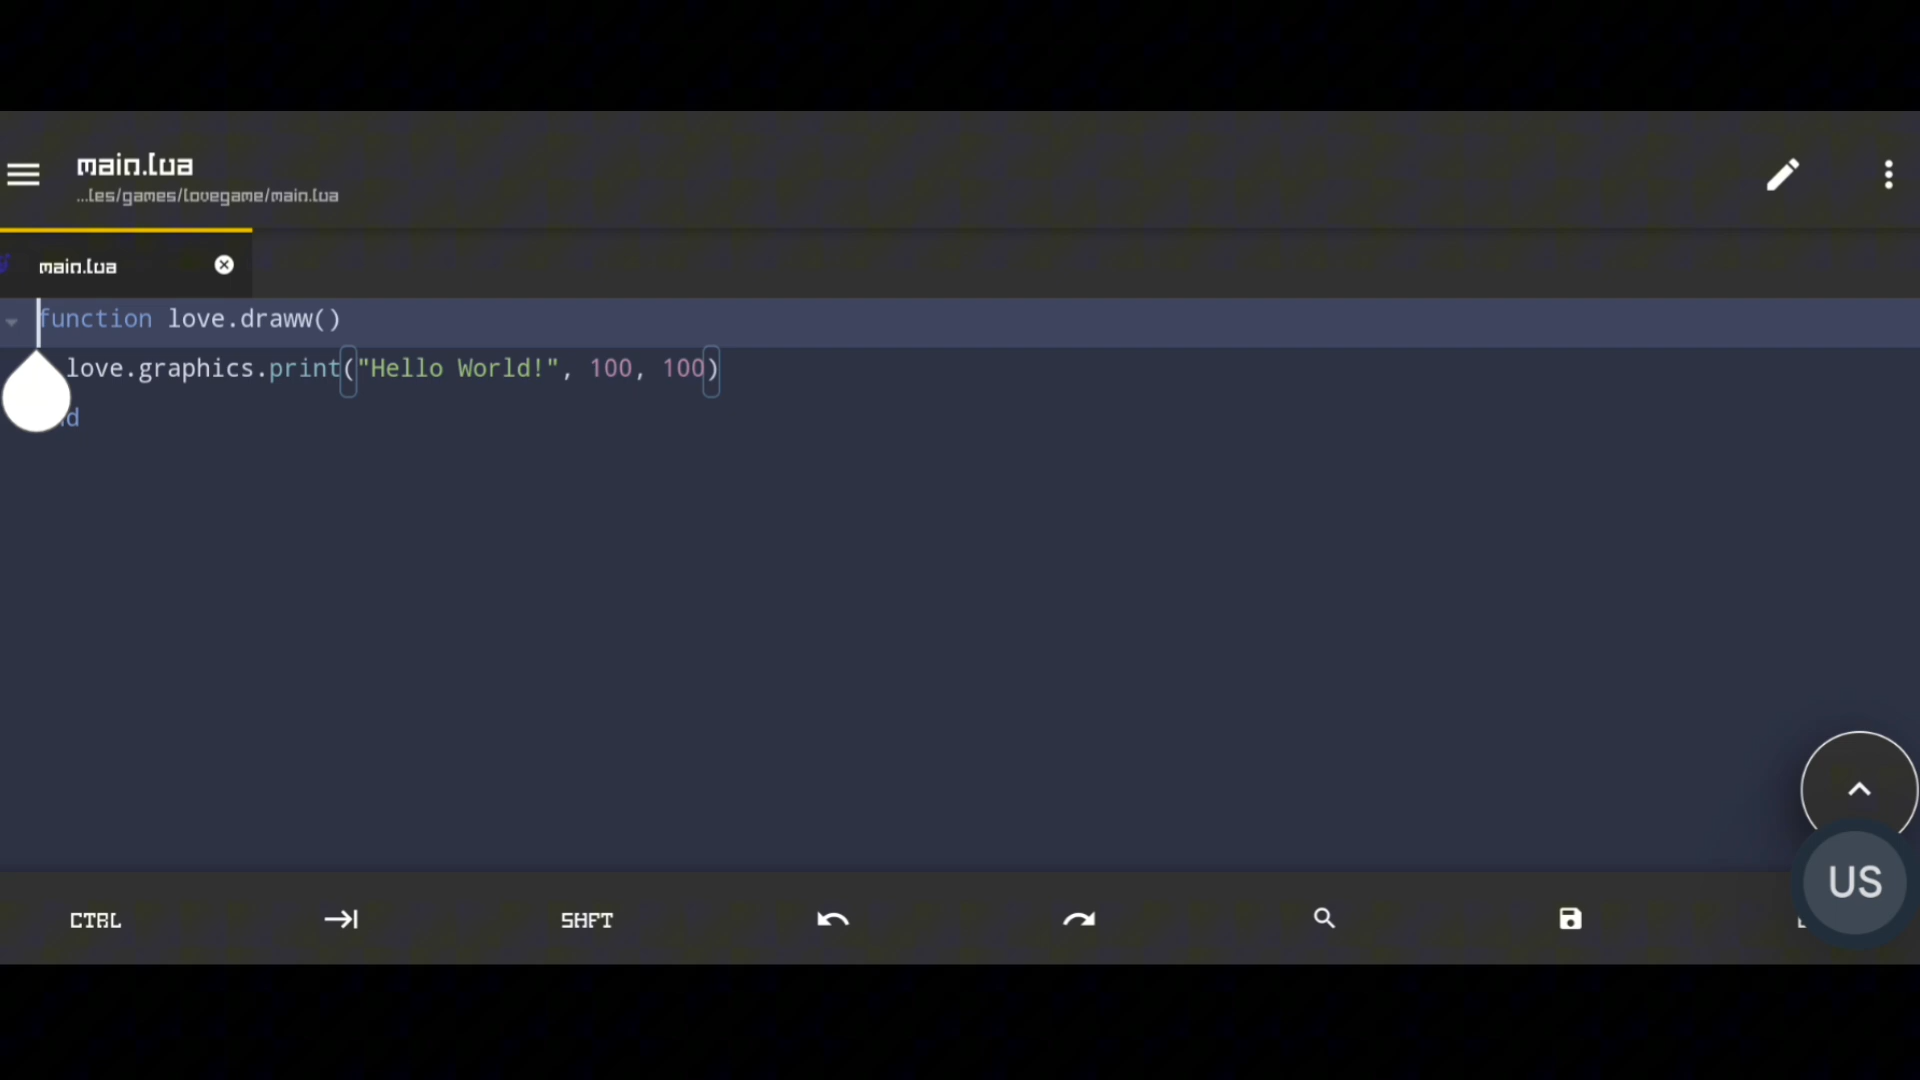 main.lua
...les/games/lovegame/main.lua
main.lua
function love.draww()
love.graphics.print("Hello World!", 100, 100)
CTRL
SHFT
US